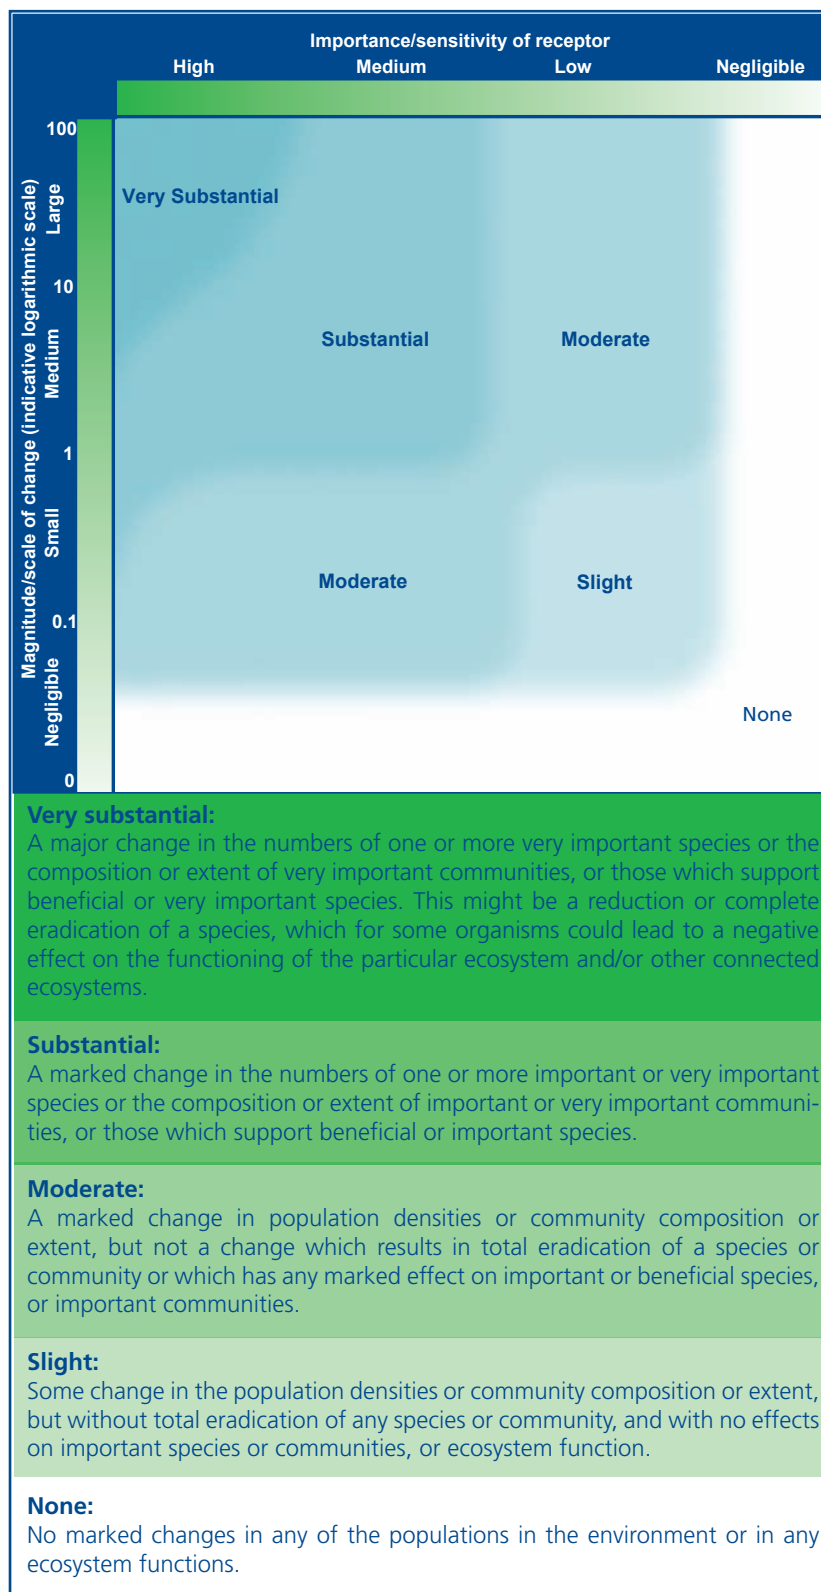 Importance/sensitivity of receptor
High Medium Low Negligible
Magnitude/scale of change (indicative logarithmic scale)
100
Large
10
Medium
1
Small
0.1
Negligible
0
Very Substantial
Substantial Moderate
Moderate Slight
None
Very substantial:
A major change in the numbers of one or more very important species or the
composition or extent of very important communities, or those which support
beneficial or very important species. This might be a reduction or complete
eradication of a species, which for some organisms could lead to a negative
effect on the functioning of the particular ecosystem and/or other connected
ecosystems.
Substantial:
A marked change in the numbers of one or more important or very important
species or the composition or extent of important or very important communi-
ties, or those which support beneficial or important species.
Moderate:
A marked change in population densities or community composition or
extent, but not a change which results in total eradication of a species or
community or which has any marked effect on important or beneficial species,
or important communities.
Slight:
Some change in the population densities or community composition or extent,
but without total eradication of any species or community, and with no effects
on important species or communities, or ecosystem function.
None:
No marked changes in any of the populations in the environment or in any
ecosystem functions.